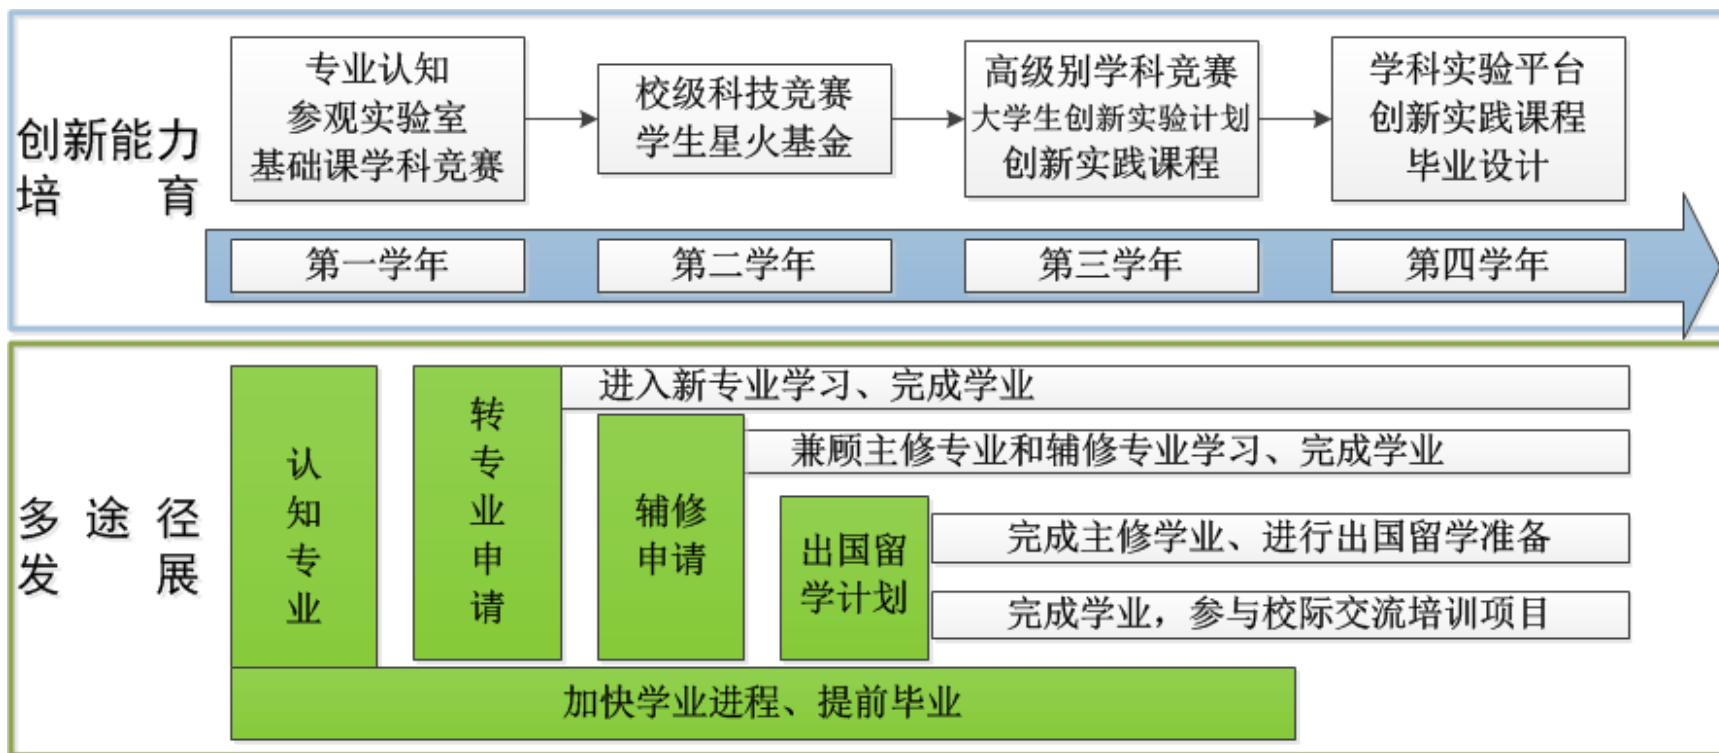 创新能力
培育
专业认知
参观实验室
基础课学科竞赛
校级科技竞赛
学生星火基金
高级别学科竞赛
大学生创新实验计划
创新实践课程
学科实验平台
创新实践课程
毕业设计
第一学年
第二学年
第三学年
第四学年
多途径
发展
认
知
专
业
转
专
业
申
请
进入新专业学习、完成学业
辅修
申请
兼顾主修专业和辅修专业学习、完成学业
出国留
学计划
完成主修学业、进行出国留学准备
完成学业，参与校际交流培训项目
加快学业进程、提前毕业